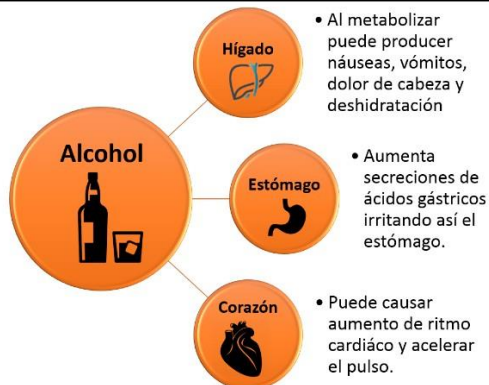 Alcohol
Hígado
• Al metabolizar
puede producer
náuseas, vómitos,
dolor de cabeza y
deshidratación
Estómago
• Aumenta
secreciones de
ácidos gástricos
irritando así el
estómago.
Corazón
• Puede causar
aumento de ritmo
cardiáco y acelerar
el pulso.